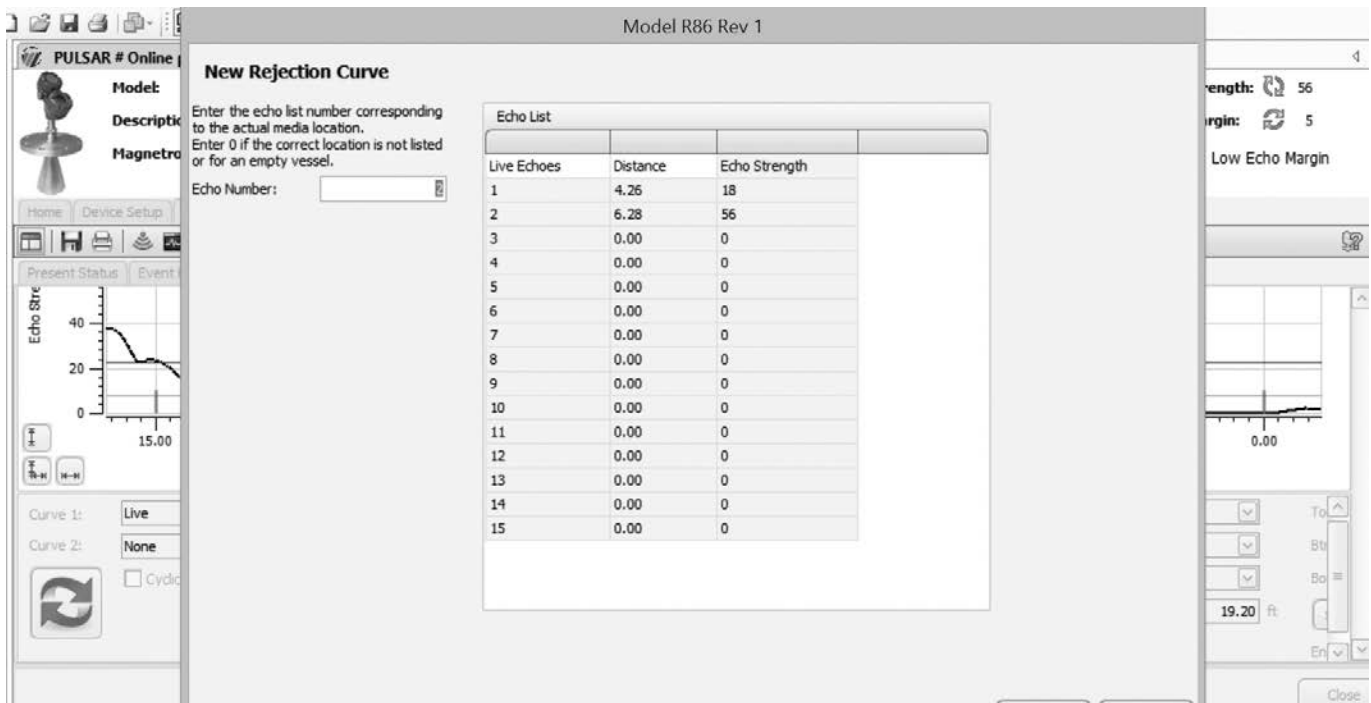 Model R86 Rev 1
PULSAR # Online
Model:
Descriptio
Magnetro
Home
Device Setup
Present Status
Event
Echo Stre
40
20
0
15.00
Curve 1:
Live
Curve 2:
None
Cyclic
New Rejection Curve
Enter the echo list number corresponding
to the actual media location.
Enter 0 if the correct location is not listed
or for an empty vessel.
Echo Number:
2
Echo List
Live Echoes Distance Echo Strength
1 4.26 18
2 6.28 56
3 0.00 0
4 0.00 0
5 0.00 0
6 0.00 0
7 0.00 0
8 0.00 0
9 0.00 0
10 0.00 0
11 0.00 0
12 0.00 0
13 0.00 0
14 0.00 0
15 0.00 0
rength: 56
rgin: 5
Low Echo Margin
0.00
To
Btr
Bo
19.20 ft
En
Close